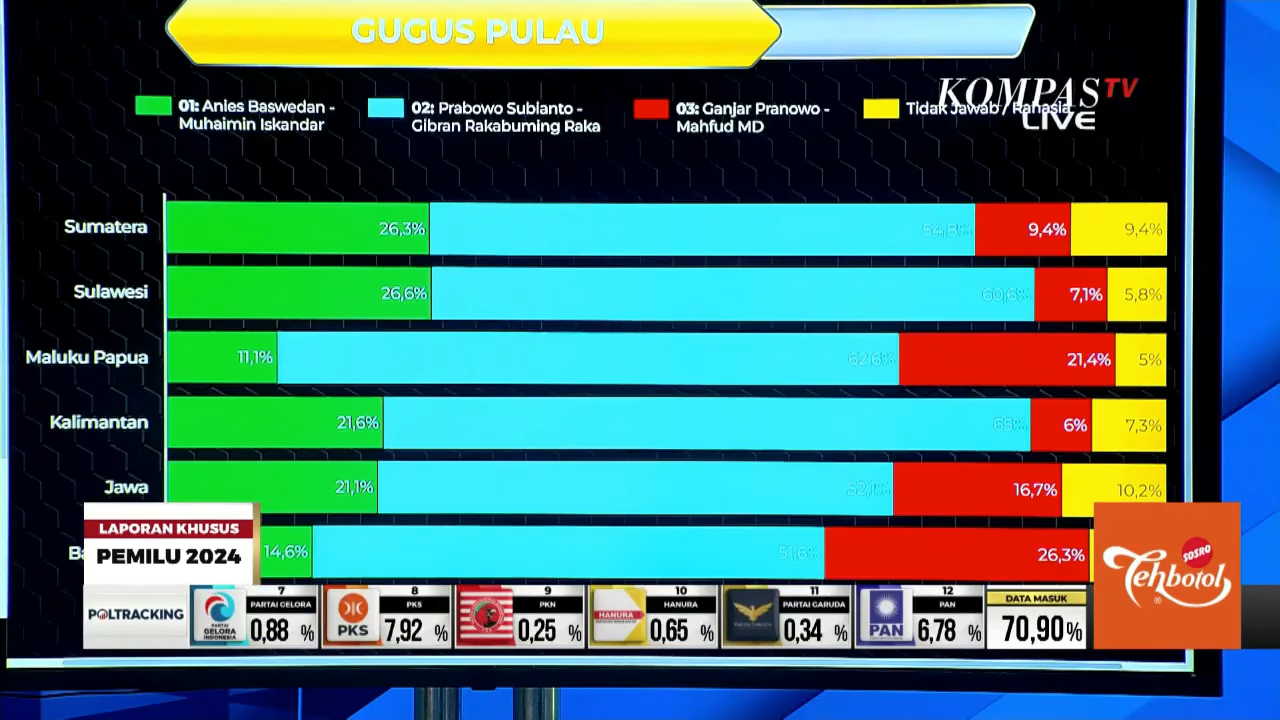 GUGUS PULAU
KOMPAS TV
LIVE
01: Anies Baswedan -
Muhaimin Iskandar
02: Prabowo Subianto -
Gibran Rakabuming Raka
03: Ganjar Pranowo -
Mahfud MD
Tidak Jawab / Rahasia
Sumatera 26,3% 54,8% 9,4% 9,4%
Sulawesi 26,6% 60,6% 7,1% 5,8%
Maluku Papua 11,1% 62,6% 21,4% 5%
Kalimantan 21,6% 65% 6% 7,3%
Jawa 21,1% 52,1% 16,7% 10,2%
14,6% 51,6% 26,3%
LAPORAN KHUSUS
PEMILU 2024
SOSRO
Tehbotol
®
POLTRACKING
PARTAI
GELORA
INDONESIA
7
PARTAI GELORA
0,88 %
PKS
8
PKS
7,92 %
9
PKN
0,25 %
HANURA
10
HANURA
0,65 %
11
PARTAI GARUDA
0,34 %
PAN
12
PAN
6,78 %
DATA MASUK
70,90%